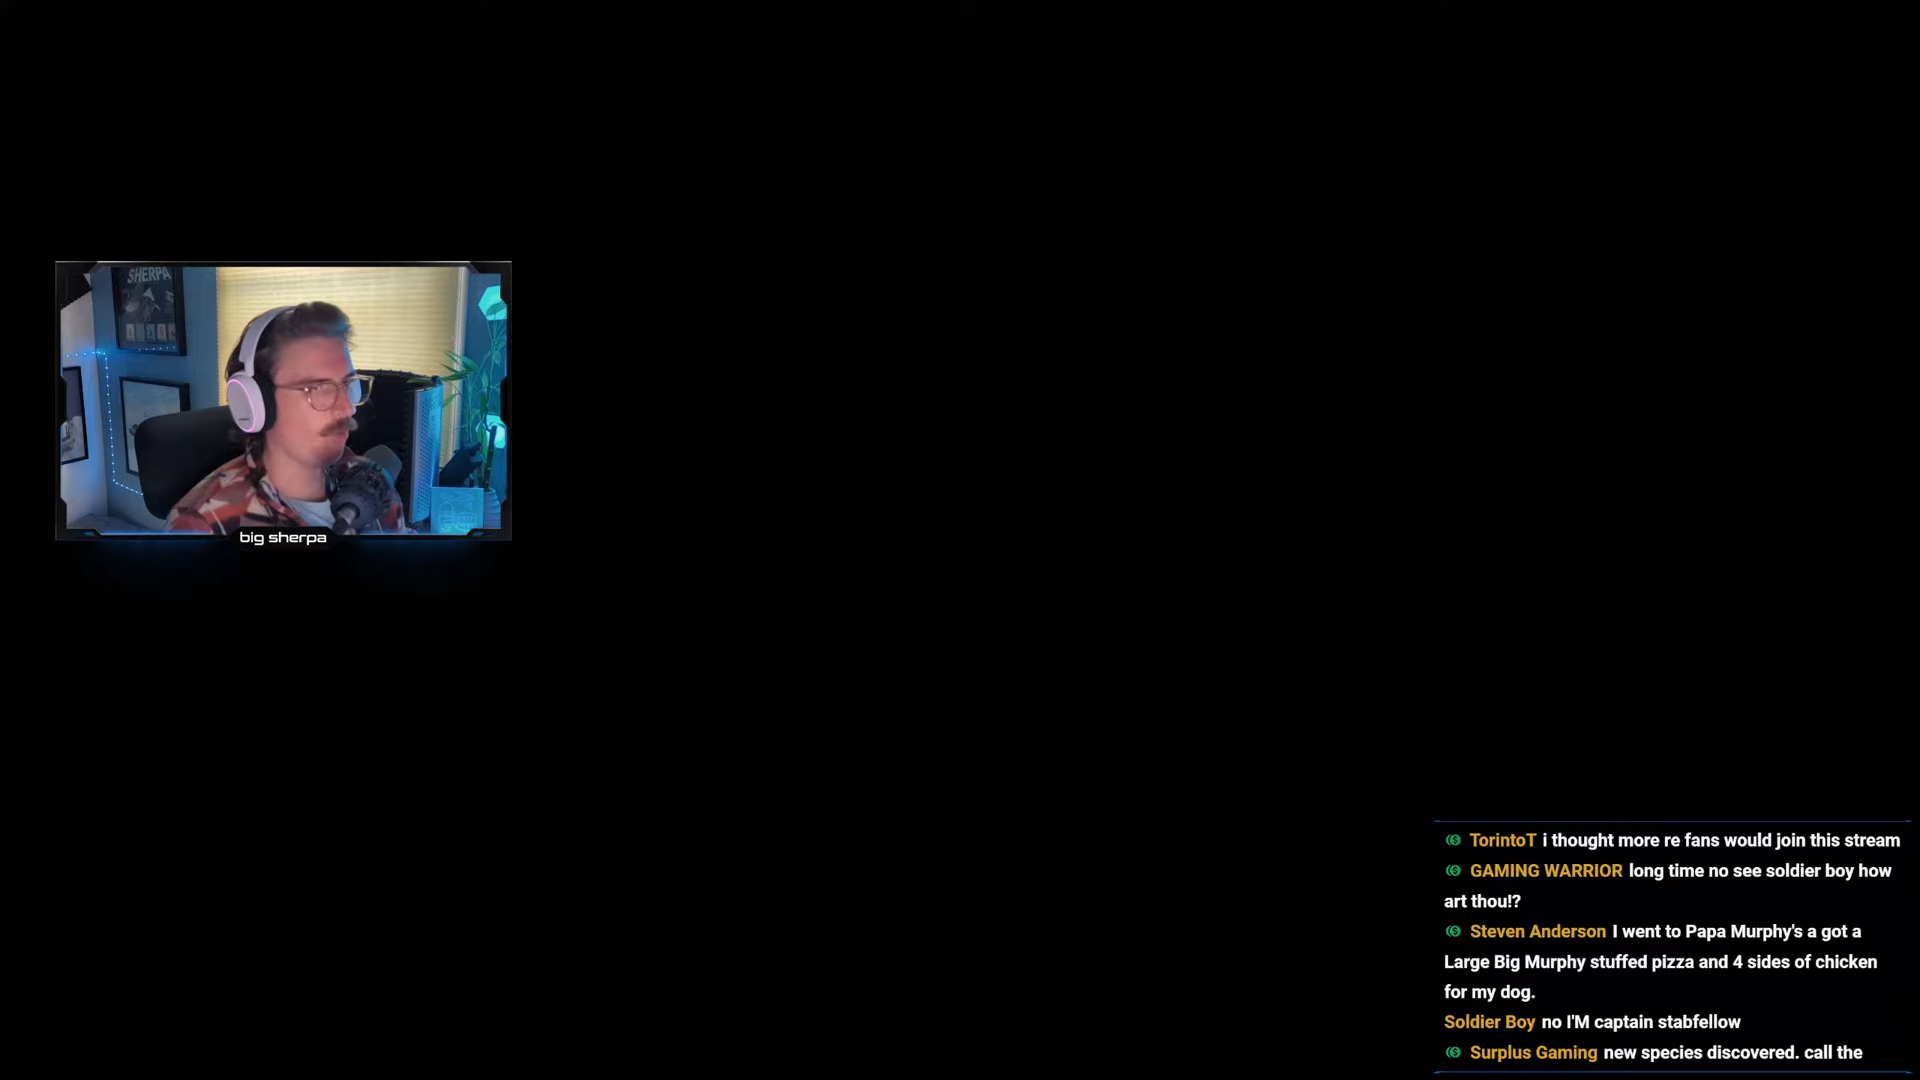 SHERPA
big sherpa
TorintoT i thought more re fans would join this stream
GAMING WARRIOR long time no see soldier boy how
art thou!?
Steven Anderson I went to Papa Murphy's a got a
Large Big Murphy stuffed pizza and 4 sides of chicken
for my dog.
Soldier Boy no I'M captain stabfellow
Surplus Gaming new species discovered. call the